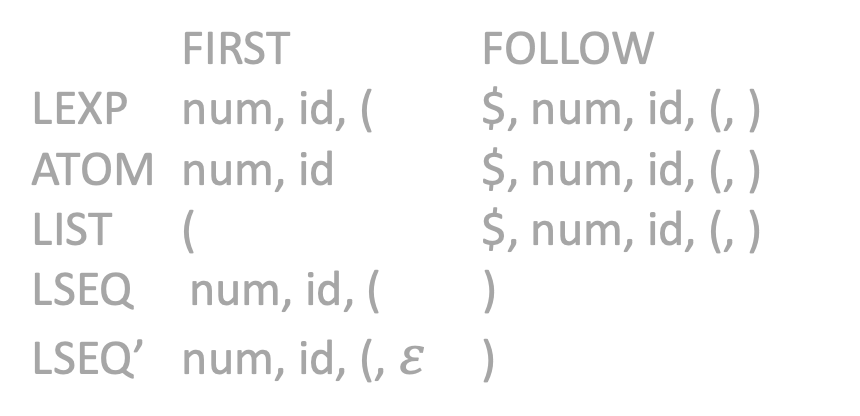 FIRST FOLLOW
LEXP num, id, ( $, num, id, (, )
ATOM num, id $, num, id, (, )
LIST ( $, num, id, (, )
LSEQ num, id, ( )
LSEQ’ num, id, (, ε )